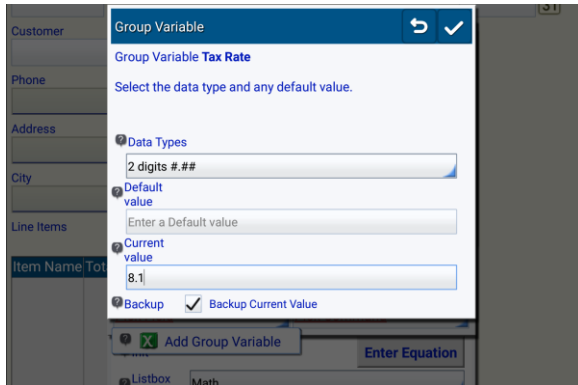 31
Customer
Group Variable
Group Variable Tax Rate
Phone
Select the data type and any default value.
Address
Data Types
2 digits #.##
City
Default
value
Enter a Default value
Line Items
Current
value
Item Name Tot
8.1
Backup
Backup Current Value
Add Group Variable
Enter Equation
Listbox
Math